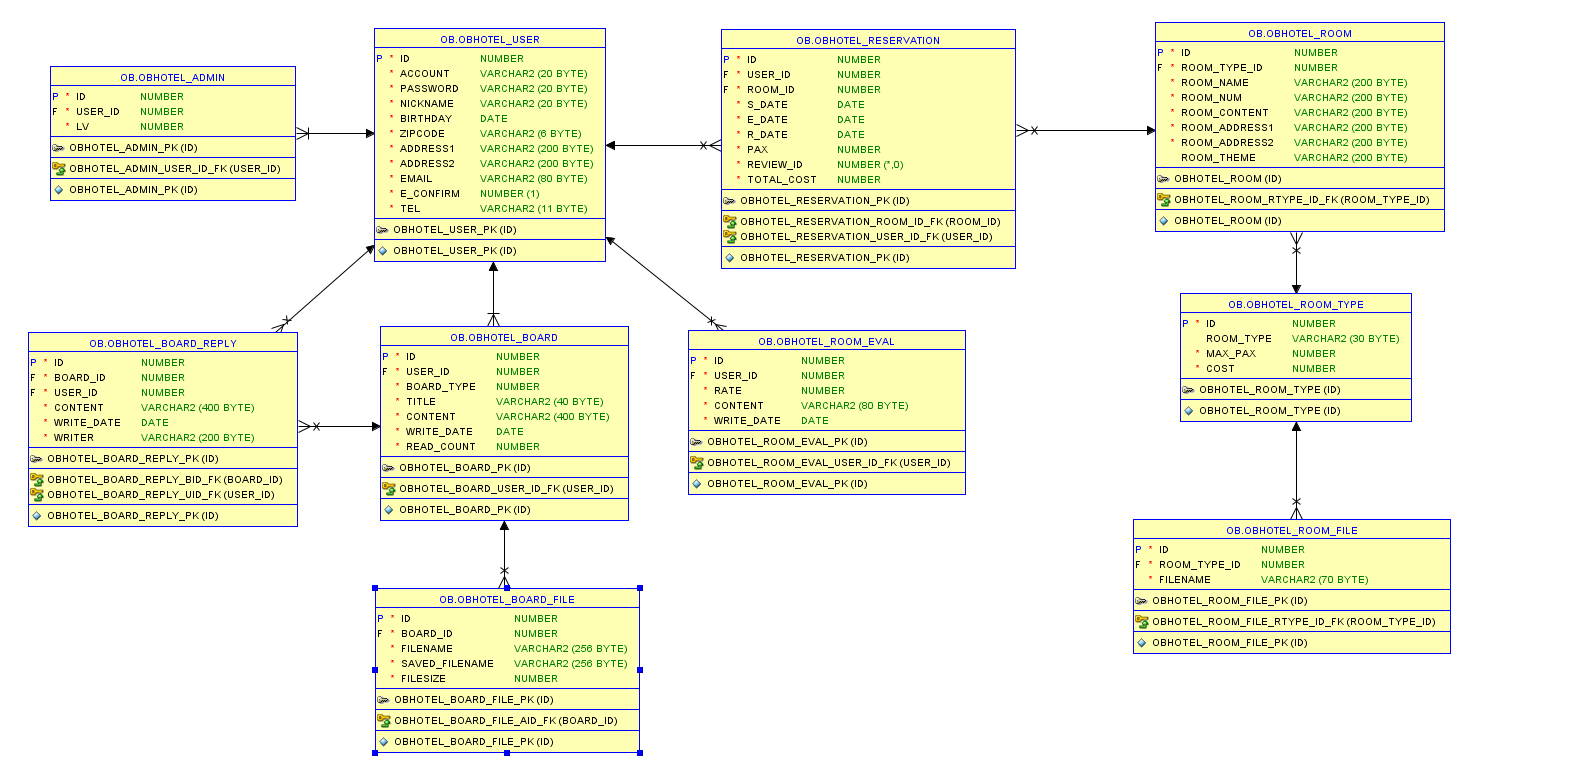 OB.OBHOTEL_ADMIN
P * ID NUMBER
F * USER_ID NUMBER
* LV NUMBER
OBHOTEL_ADMIN_PK (ID)
OBHOTEL_ADMIN_USER_ID_FK (USER_ID)
OBHOTEL_ADMIN_PK (ID)
OB.OBHOTEL_USER
P * ID NUMBER
* ACCOUNT VARCHAR2 (20 BYTE)
* PASSWORD VARCHAR2 (20 BYTE)
* NICKNAME VARCHAR2 (20 BYTE)
* BIRTHDAY DATE
* ZIPCODE VARCHAR2 (6 BYTE)
* ADDRESS1 VARCHAR2 (200 BYTE)
* ADDRESS2 VARCHAR2 (200 BYTE)
* EMAIL VARCHAR2 (80 BYTE)
* E_CONFIRM NUMBER (1)
* TEL VARCHAR2 (11 BYTE)
OBHOTEL_USER_PK (ID)
OBHOTEL_USER_PK (ID)
OB.OBHOTEL_RESERVATION
P * ID NUMBER
F * USER_ID NUMBER
F * ROOM_ID NUMBER
* S_DATE DATE
* E_DATE DATE
* R_DATE DATE
* PAX NUMBER
* REVIEW_ID NUMBER (*,0)
* TOTAL_COST NUMBER
OBHOTEL_RESERVATION_PK (ID)
OBHOTEL_RESERVATION_ROOM_ID_FK (ROOM_ID)
OBHOTEL_RESERVATION_USER_ID_FK (USER_ID)
OBHOTEL_RESERVATION_PK (ID)
OB.OBHOTEL_ROOM
P * ID NUMBER
F * ROOM_TYPE_ID NUMBER
* ROOM_NAME VARCHAR2 (200 BYTE)
* ROOM_NUM VARCHAR2 (200 BYTE)
* ROOM_CONTENT VARCHAR2 (200 BYTE)
* ROOM_ADDRESS1 VARCHAR2 (200 BYTE)
* ROOM_ADDRESS2 VARCHAR2 (200 BYTE)
ROOM_THEME VARCHAR2 (200 BYTE)
OBHOTEL_ROOM (ID)
OBHOTEL_ROOM_RTYPE_ID_FK (ROOM_TYPE_ID)
OBHOTEL_ROOM (ID)
OB.OBHOTEL_BOARD_REPLY
P * ID NUMBER
F * BOARD_ID NUMBER
F * USER_ID NUMBER
* CONTENT VARCHAR2 (400 BYTE)
* WRITE_DATE DATE
* WRITER VARCHAR2 (200 BYTE)
OBHOTEL_BOARD_REPLY_PK (ID)
OBHOTEL_BOARD_REPLY_BID_FK (BOARD_ID)
OBHOTEL_BOARD_REPLY_UID_FK (USER_ID)
OBHOTEL_BOARD_REPLY_PK (ID)
OB.OBHOTEL_BOARD
P * ID NUMBER
F * USER_ID NUMBER
* BOARD_TYPE NUMBER
* TITLE VARCHAR2 (40 BYTE)
* CONTENT VARCHAR2 (400 BYTE)
* WRITE_DATE DATE
* READ_COUNT NUMBER
OBHOTEL_BOARD_PK (ID)
OBHOTEL_BOARD_USER_ID_FK (USER_ID)
OBHOTEL_BOARD_PK (ID)
OB.OBHOTEL_ROOM_EVAL
P * ID NUMBER
F * USER_ID NUMBER
* RATE NUMBER
* CONTENT VARCHAR2 (80 BYTE)
* WRITE_DATE DATE
OBHOTEL_ROOM_EVAL_PK (ID)
OBHOTEL_ROOM_EVAL_USER_ID_FK (USER_ID)
OBHOTEL_ROOM_EVAL_PK (ID)
OB.OBHOTEL_ROOM_TYPE
P * ID NUMBER
ROOM_TYPE VARCHAR2 (30 BYTE)
* MAX_PAX NUMBER
* COST NUMBER
OBHOTEL_ROOM_TYPE (ID)
OBHOTEL_ROOM_TYPE (ID)
OB.OBHOTEL_BOARD_FILE
P * ID NUMBER
F * BOARD_ID NUMBER
* FILENAME VARCHAR2 (256 BYTE)
* SAVED_FILENAME VARCHAR2 (256 BYTE)
* FILESIZE NUMBER
OBHOTEL_BOARD_FILE_PK (ID)
OBHOTEL_BOARD_FILE_AID_FK (BOARD_ID)
OBHOTEL_BOARD_FILE_PK (ID)
OB.OBHOTEL_ROOM_FILE
P * ID NUMBER
F * ROOM_TYPE_ID NUMBER
* FILENAME VARCHAR2 (70 BYTE)
OBHOTEL_ROOM_FILE_PK (ID)
OBHOTEL_ROOM_FILE_RTYPE_ID_FK (ROOM_TYPE_ID)
OBHOTEL_ROOM_FILE_PK (ID)